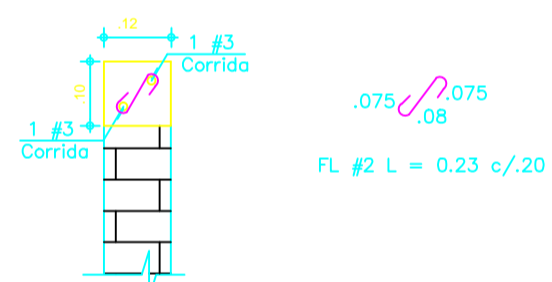 .12
1 #3
Corrida
.10
1 #3
Corrida
.075
.075
.08
FL #2 L = 0.23 c/.20